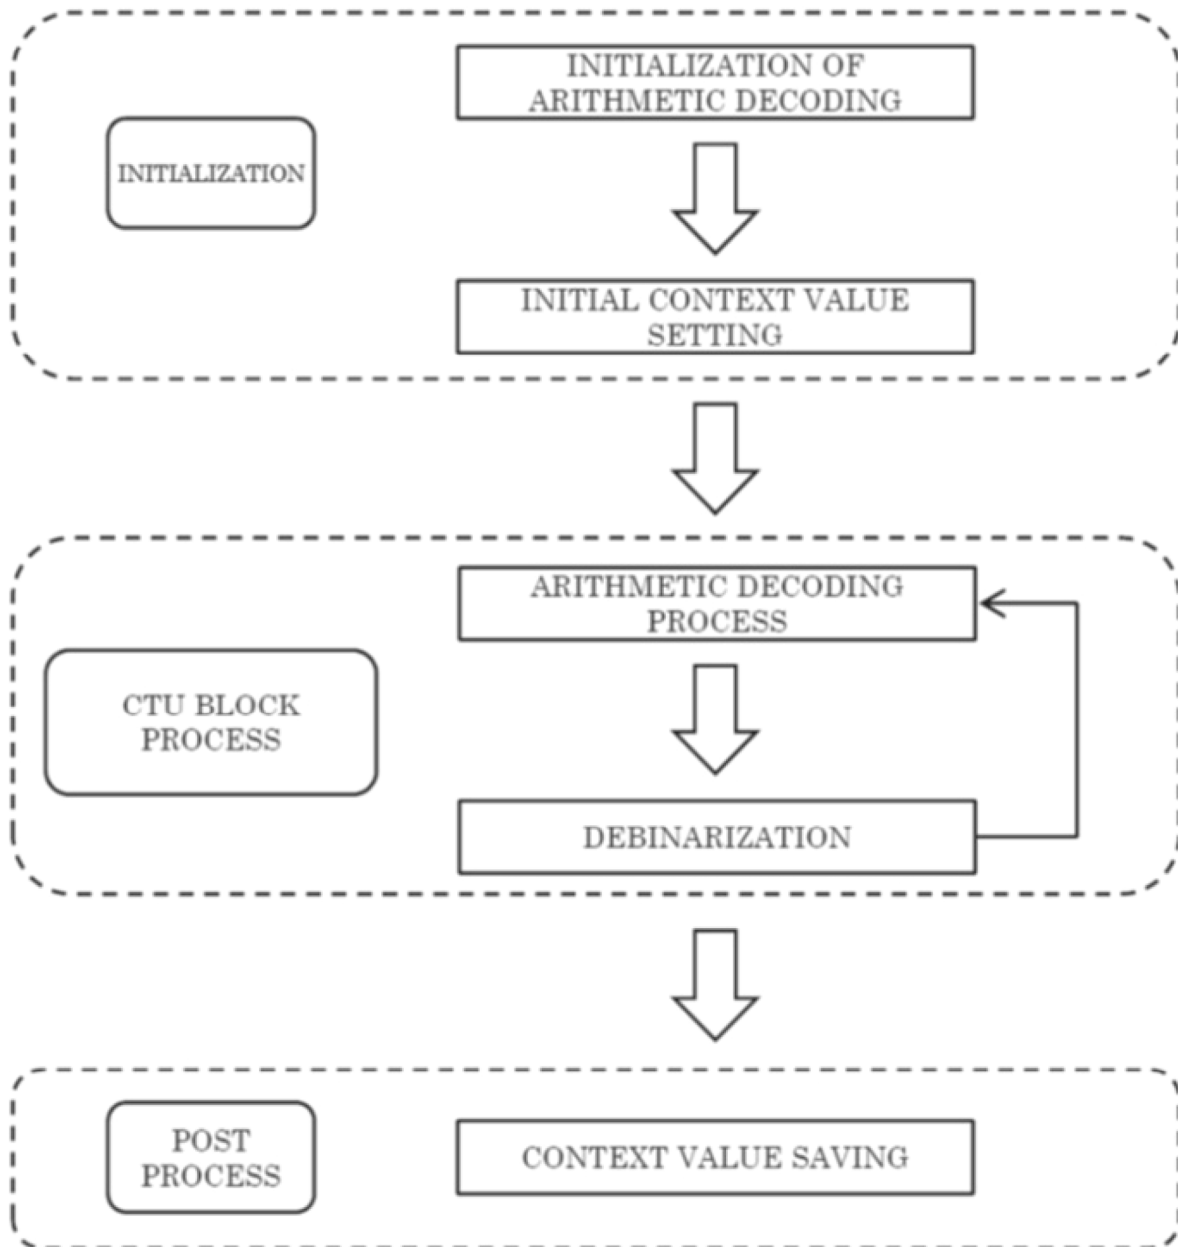 INITIALIZATION OF
ARITHMETIC DECODING
INITIALIZATION
INITIAL CONTEXT VALUE
SETTING
ARITHMETIC DECODING
PROCESS
CTU BLOCK
PROCESS
DEBINARIZATION
POST
PROCESS
CONTEXT VALUE SAVING